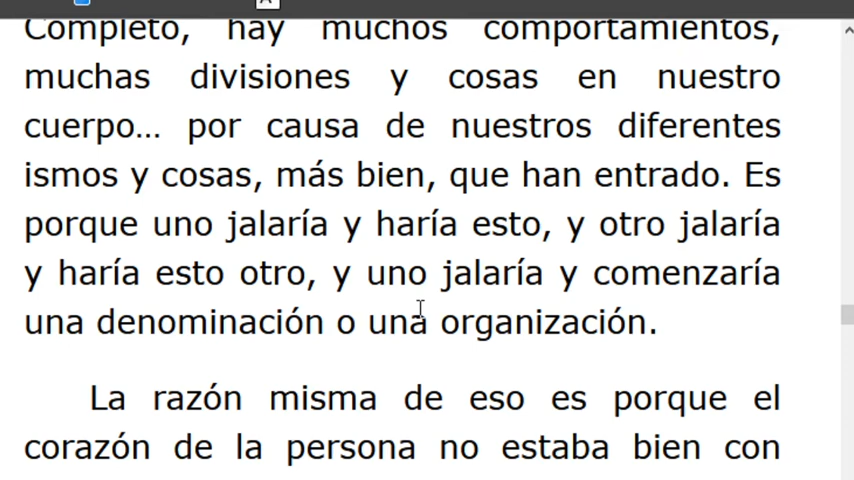 Completo, hay muchos comportamientos,
muchas divisiones y cosas en nuestro
cuerpo... por causa de nuestros diferentes
ismos y cosas, más bien, que han entrado. Es
porque uno jalaría y haría esto, y otro jalaría
y haría esto otro, y uno jalaría y comenzaría
una denominación o una organización.
La razón misma de eso es porque el
corazón de la persona no estaba bien con